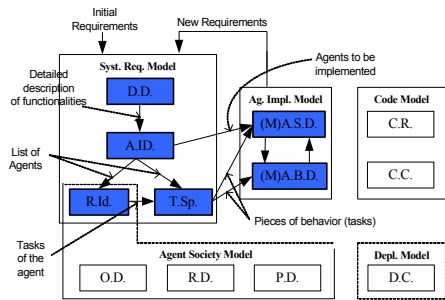 Initial
Requirements
New Requirements
Syst. Req. Model
Agents to be
implemented
Detailed
description
of functionalities
D.D.
Ag. Impl. Model
Code Model
(M)A.S.D.
C.R.
A.ID.
List of
Agents
(M)A.B.D.
C.C.
R.Id.
T.Sp.
Pieces of behavior (tasks)
Tasks
of the
agent
Agent Society Model
Depl. Model
O.D.
R.D.
P.D.
D.C.